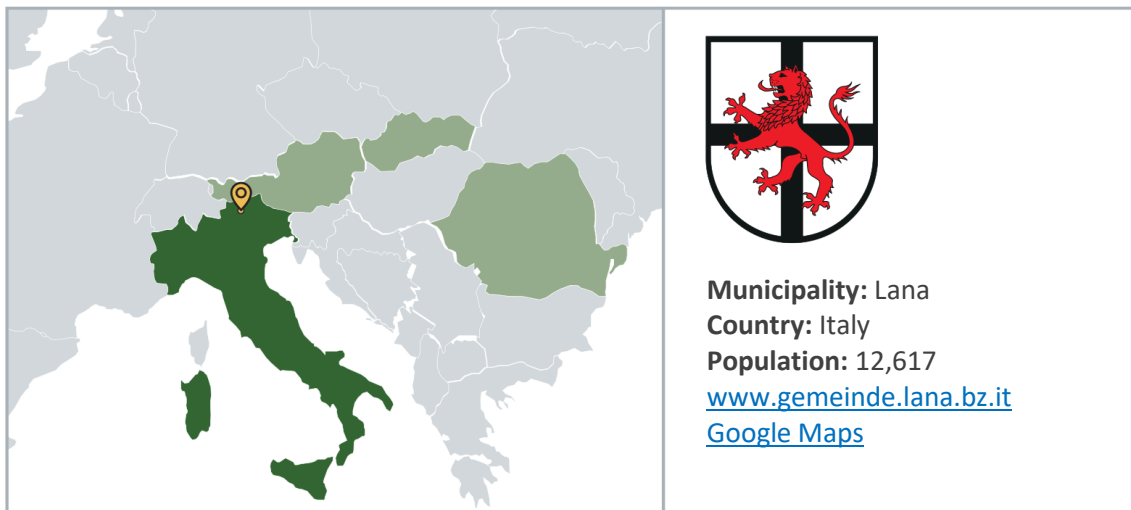 Municipality: Lana
Country: Italy
Population: 12,617
www.gemeinde.lana.bz.it
Google Maps